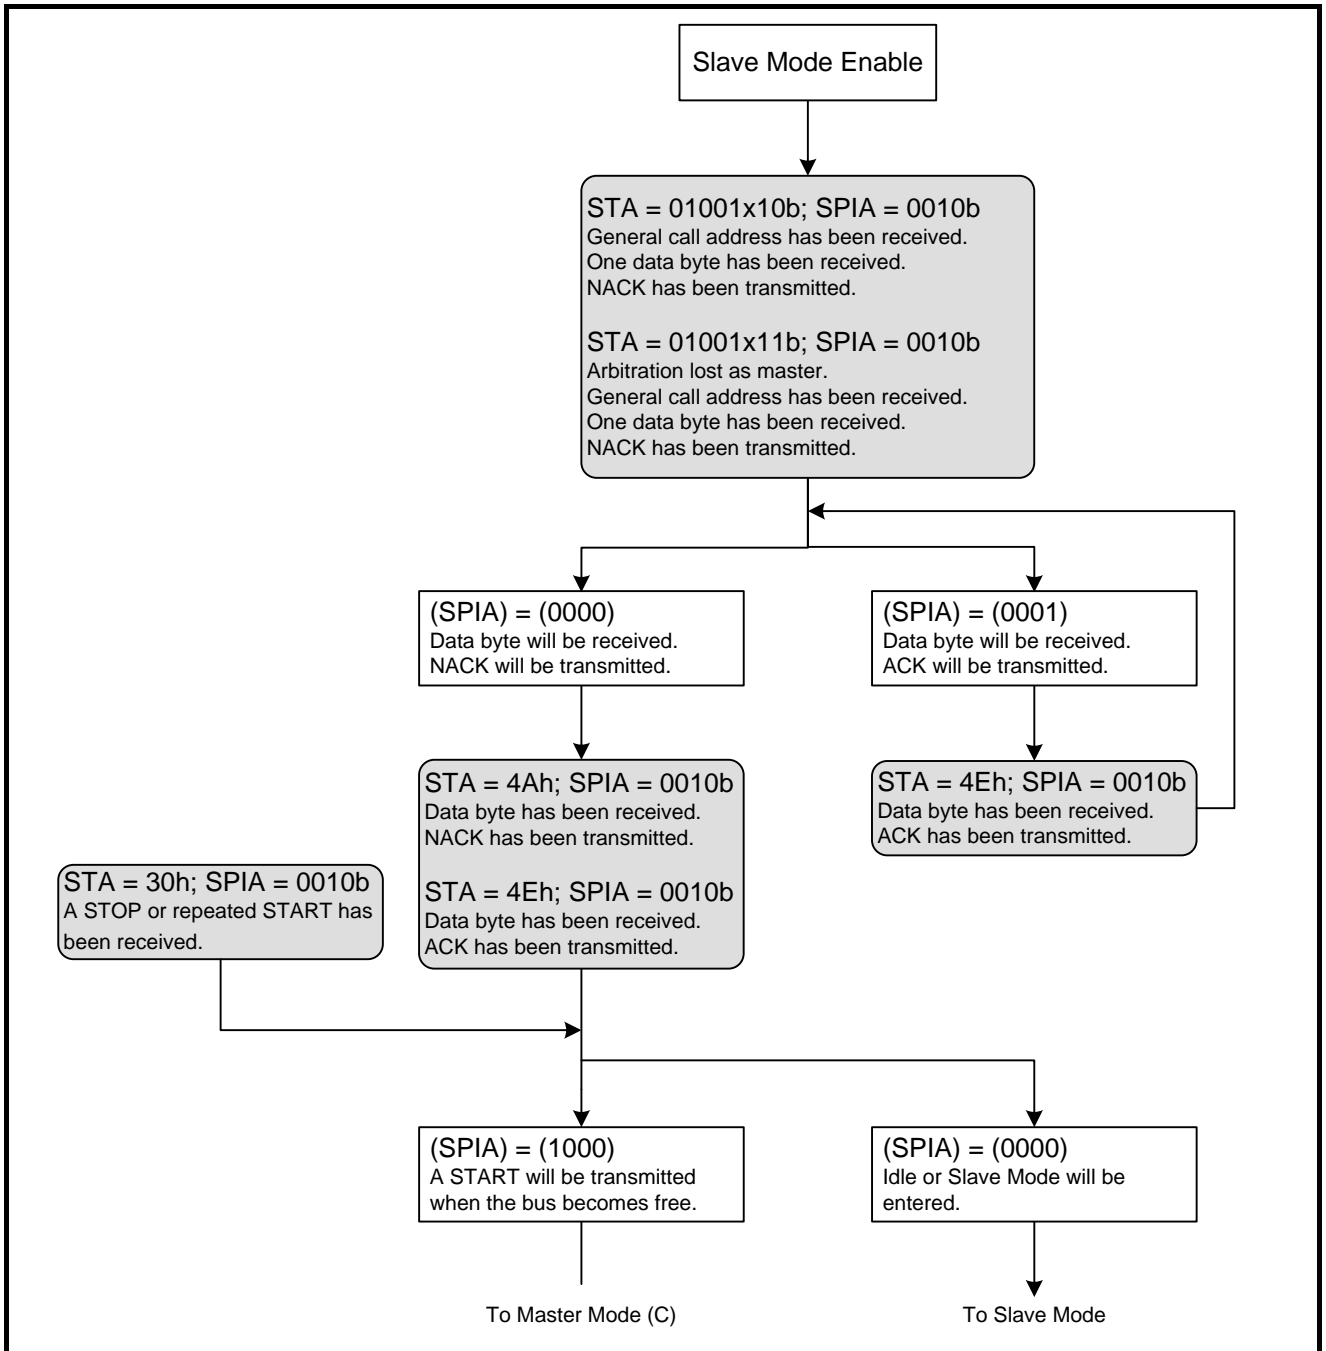 Slave Mode Enable
STA = 01001x10b; SPIA = 0010b
General call address has been received.
One data byte has been received.
NACK has been transmitted.
STA = 01001x11b; SPIA = 0010b
Arbitration lost as master.
General call address has been received.
One data byte has been received.
NACK has been transmitted.
(SPIA) = (0000)
Data byte will be received.
NACK will be transmitted.
(SPIA) = (0001)
Data byte will be received.
ACK will be transmitted.
STA = 4Ah; SPIA = 0010b
Data byte has been received.
NACK has been transmitted.
STA = 4Eh; SPIA = 0010b
Data byte has been received.
ACK has been transmitted.
STA = 4Eh; SPIA = 0010b
Data byte has been received.
ACK has been transmitted.
STA = 30h; SPIA = 0010b
A STOP or repeated START has
been received.
(SPIA) = (1000)
A START will be transmitted
when the bus becomes free.
(SPIA) = (0000)
Idle or Slave Mode will be
entered.
To Master Mode (C)
To Slave Mode